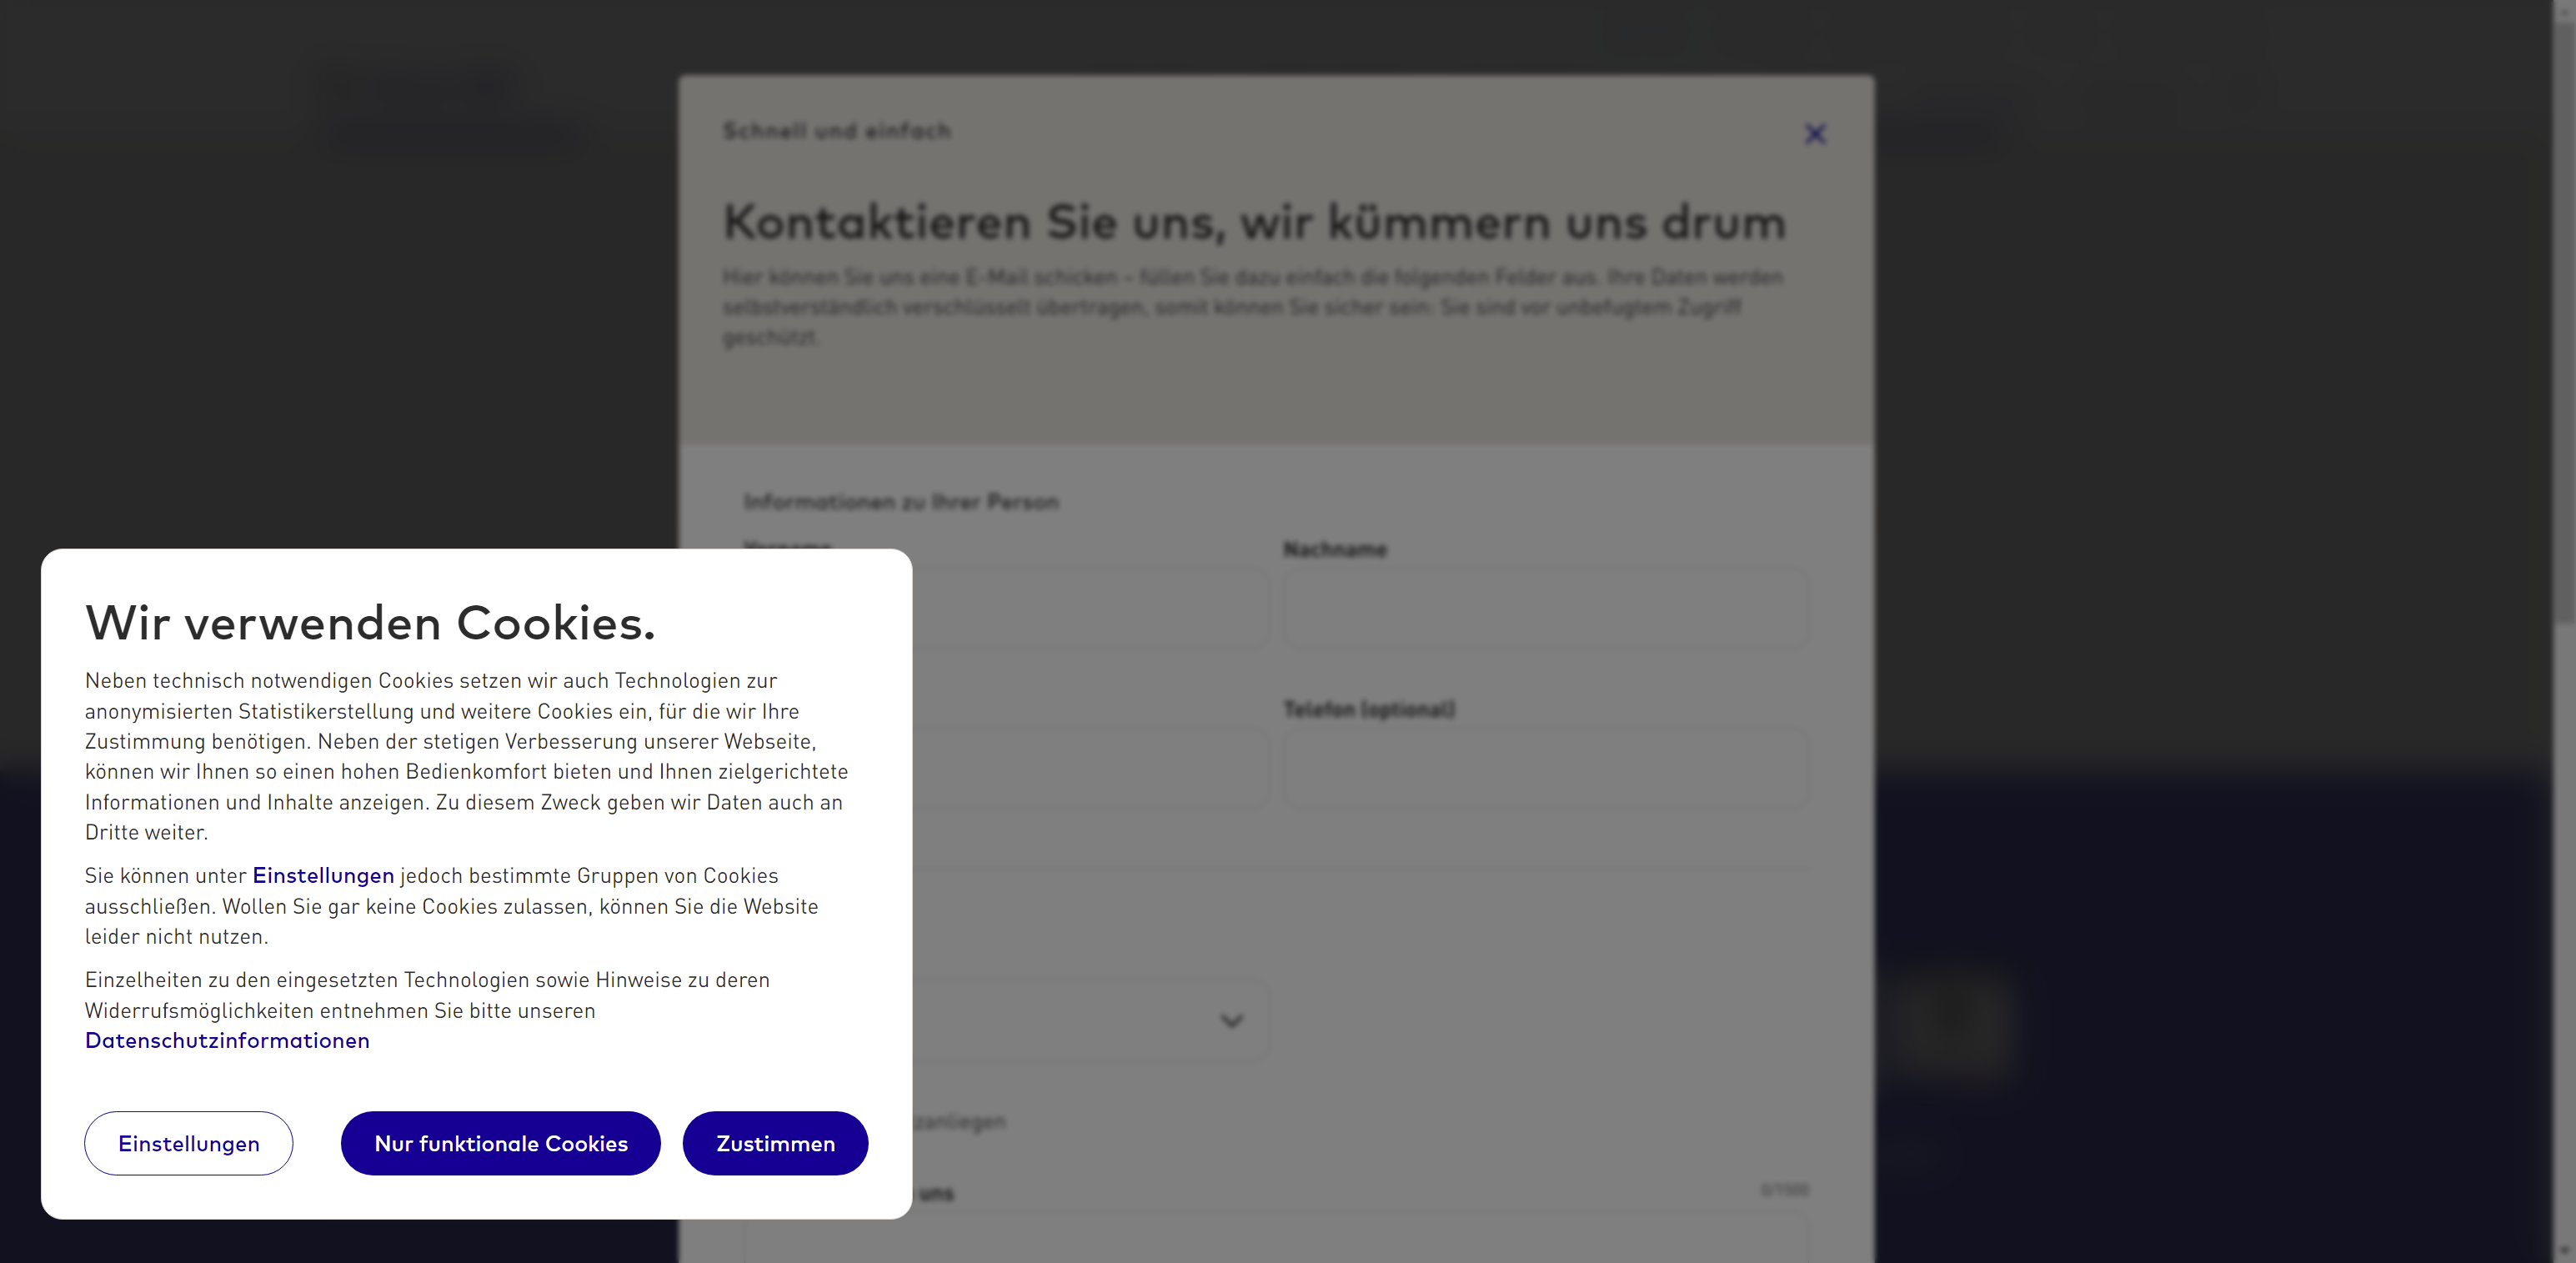 Schnell und einfach
Kontaktieren Sie uns, wir kümmern uns drum
Hier können Sie uns eine E-Mail schicken – füllen Sie dazu einfach die folgenden Felder aus. Ihre Daten werden
selbstverständlich verschlüsselt übertragen, somit können Sie sicher sein: Sie sind vor unbefugtem Zugriff
geschützt.
Informationen zu Ihrer Person
Nachname
Telefon (optional)
uns
0/1500
Wir verwenden Cookies.
Neben technisch notwendigen Cookies setzen wir auch Technologien zur
anonymisierten Statistikerstellung und weitere Cookies ein, für die wir Ihre
Zustimmung benötigen. Neben der stetigen Verbesserung unserer Webseite,
können wir Ihnen so einen hohen Bedienkomfort bieten und Ihnen zielgerichtete
Informationen und Inhalte anzeigen. Zu diesem Zweck geben wir Daten auch an
Dritte weiter.
Sie können unter Einstellungen jedoch bestimmte Gruppen von Cookies
ausschließen. Wollen Sie gar keine Cookies zulassen, können Sie die Website
leider nicht nutzen.
Einzelheiten zu den eingesetzten Technologien sowie Hinweise zu deren
Widerrufsmöglichkeiten entnehmen Sie bitte unseren
Datenschutzinformationen
Einstellungen
Nur funktionale Cookies
Zustimmen